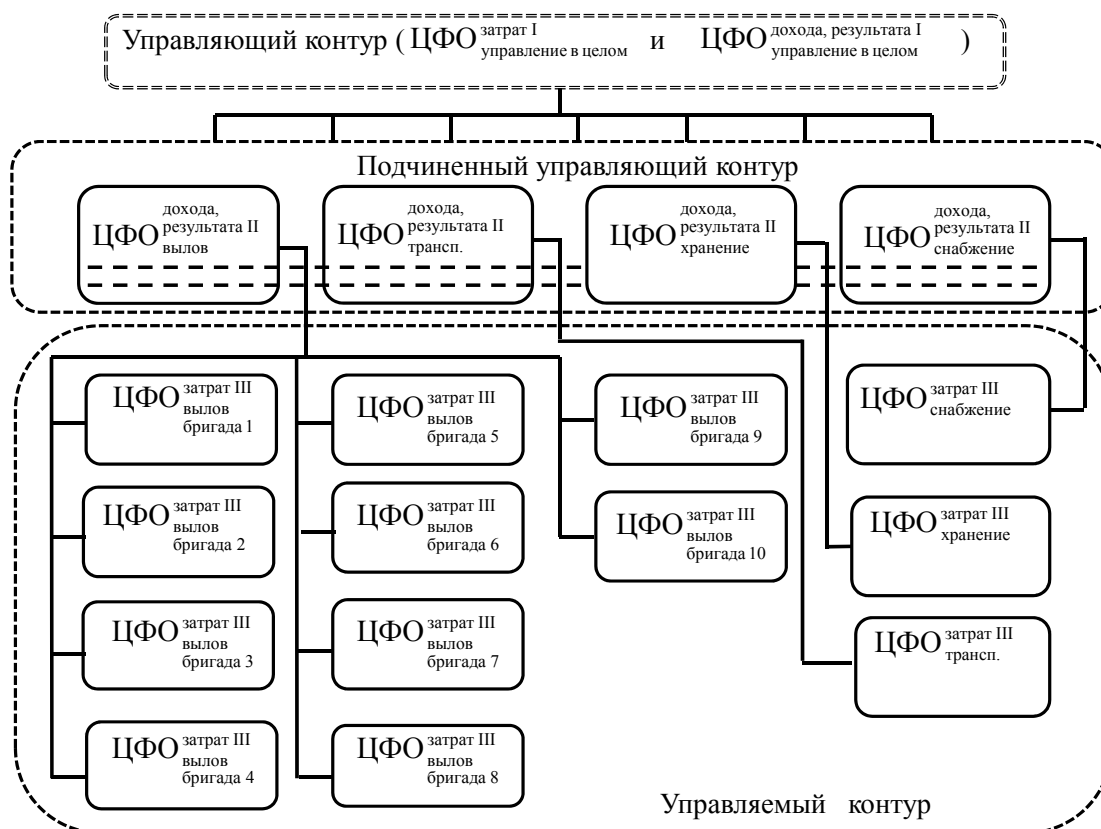 Управляющий контур ( ЦФО затрат I управление в целом и ЦФО дохода, результата I управление в целом )
Подчиненный управляющий контур
ЦФО дохода,
результата II
вылов
ЦФО дохода,
результата II
трансп.
ЦФО дохода,
результата II
хранение
ЦФО дохода,
результата II
снабжение
ЦФО затрат III
вылов
бригада 1
ЦФО затрат III
вылов
бригада 5
ЦФО затрат III
вылов
бригада 9
ЦФО затрат III
снабжение
ЦФО затрат III
вылов
бригада 2
ЦФО затрат III
вылов
бригада 6
ЦФО затрат III
вылов
бригада 10
ЦФО затрат III
хранение
ЦФО затрат III
вылов
бригада 3
ЦФО затрат III
вылов
бригада 7
ЦФО затрат III
трансп.
ЦФО затрат III
вылов
бригада 4
ЦФО затрат III
вылов
бригада 8
Управляемый контур